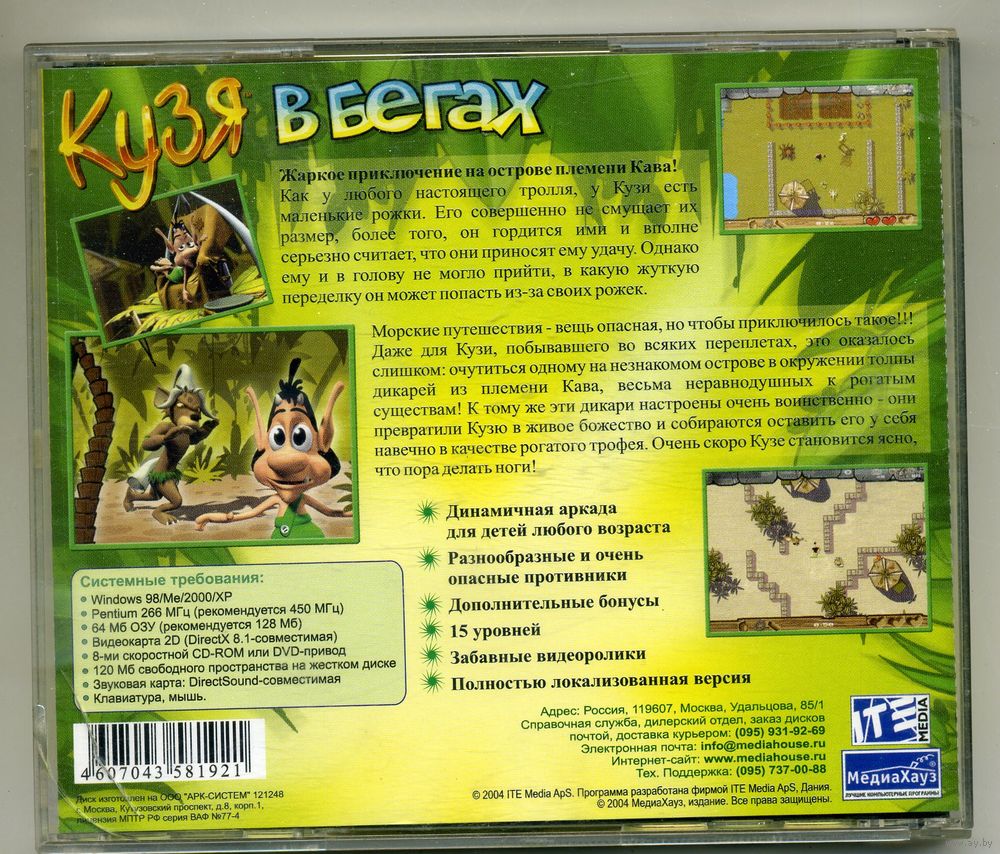 Кузя
в бегах
Жаркое приключение на острове племени Кава!
Как у любого настоящего тролля, у Кузи есть
маленькие рожки. Его совершенно не смущает их
размер, более того, он гордится ими и вполне
серьезно считает, что они приносят ему удачу. Однако
ему и в голову не могло прийти, в какую жуткую
переделку он может попасть из-за своих рожек.
Морские путешествия - вещь опасная, но чтобы приключилось такое!!!
Даже для Кузи, побывавшего во всяких переплетах, это оказалось
слишком: очутиться одному на незнакомом острове в окружении толпы
дикарей из племени Кава, весьма неравнодушных к рогатым
существам! К тому же эти дикари настроены очень воинственно - они
превратили Кузю в живое божество и собираются оставить его у себя
навечно в качестве рогатого трофея. Очень скоро Кузе становится ясно,
что пора делать ноги!
Динамичная аркада
для детей любого возраста
Разнообразные и очень
опасные противники
Дополнительные бонусы
15 уровней
Забавные видеоролики
Полностью локализованная версия
Системные требования:
Windows 98/Me/2000/XP
Pentium 266 МГц (рекомендуется 450 МГц)
64 Мб ОЗУ (рекомендуется 128 Мб)
Видеокарта 2D (DirectX 8.1-совместимая)
8-ми скоростной CD-ROM или DVD-привод
120 Мб свободного пространства на жестком диске
Звуковая карта: DirectSound-совместимая
Клавиатура, мышь.
Адрес: Россия, 119607, Москва, Удальцова, 85/1
Справочная служба, дилерский отдел, заказ дисков
почтой, доставка курьером: (095) 931-92-69
Электронная почта: info@mediahouse.ru
Интернет-сайт: www.mediahouse.ru
Тех. Поддержка: (095) 737-00-88
ITE
MEDIA
МедиаХауз
ЛУЧШИЕ КОМПЬЮТЕРНЫЕ ПРОГРАММЫ
4 607043 581921
Диск изготовлен на ООО "АРК-СИСТЕМ" 121248
г. Москва, Кутузовский проспект, д.8, корп.1,
лицензия МПТР РФ серия ВАФ №77-4
© 2004 ITE Media ApS. Программа разработана фирмой ITE Media ApS, Дания.
© 2004 МедиаХауз, издание. Все права защищены.
www.ay.by